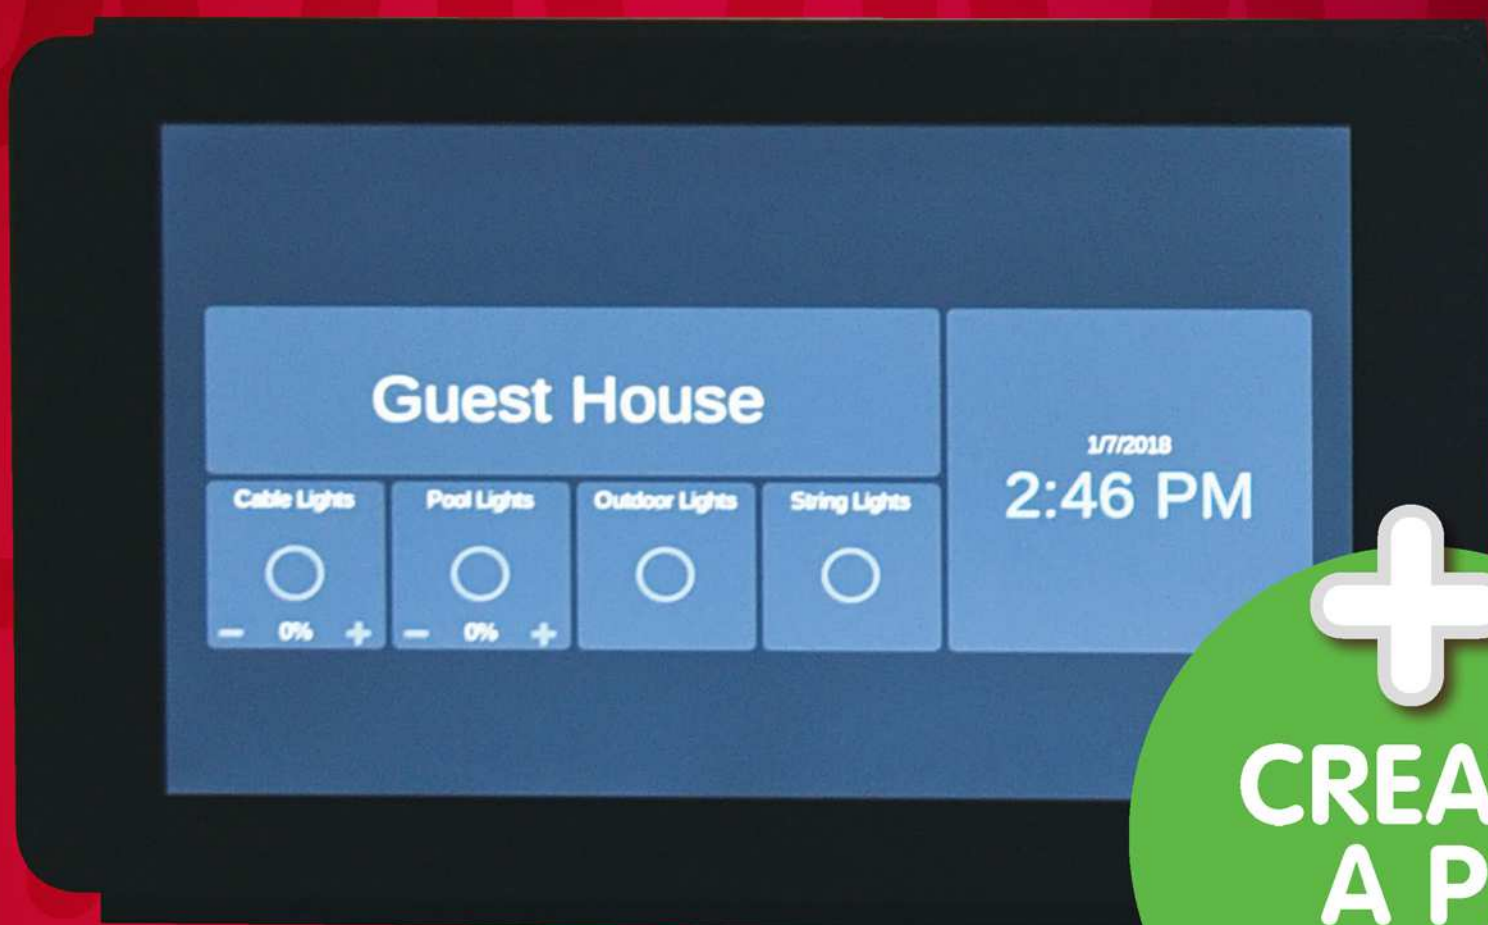 Guest House
1/7/2018
2:46 PM
Cable Lights
Pool Lights
Outdoor Lights
String Lights
− 0% +
− 0% +
CREA
A P